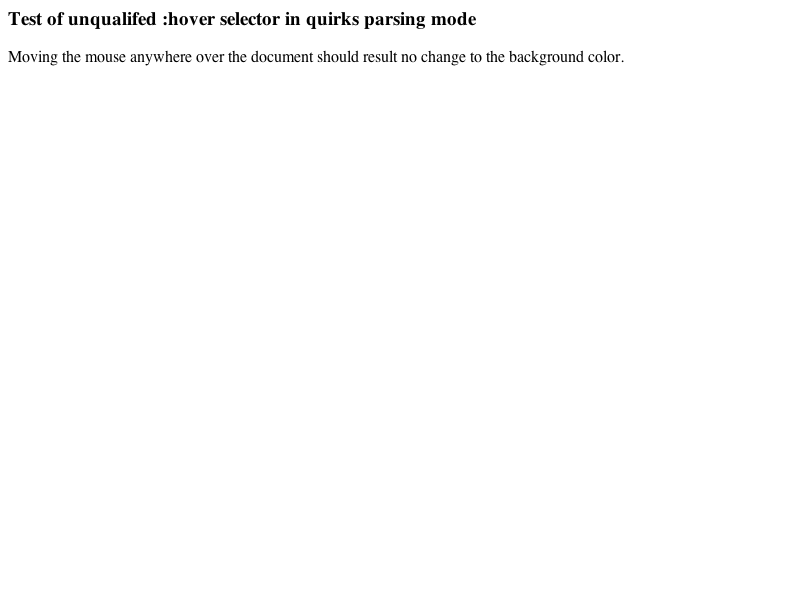 Test of unqualifed :hover selector in quirks parsing mode
Moving the mouse anywhere over the document should result no change to the background color.